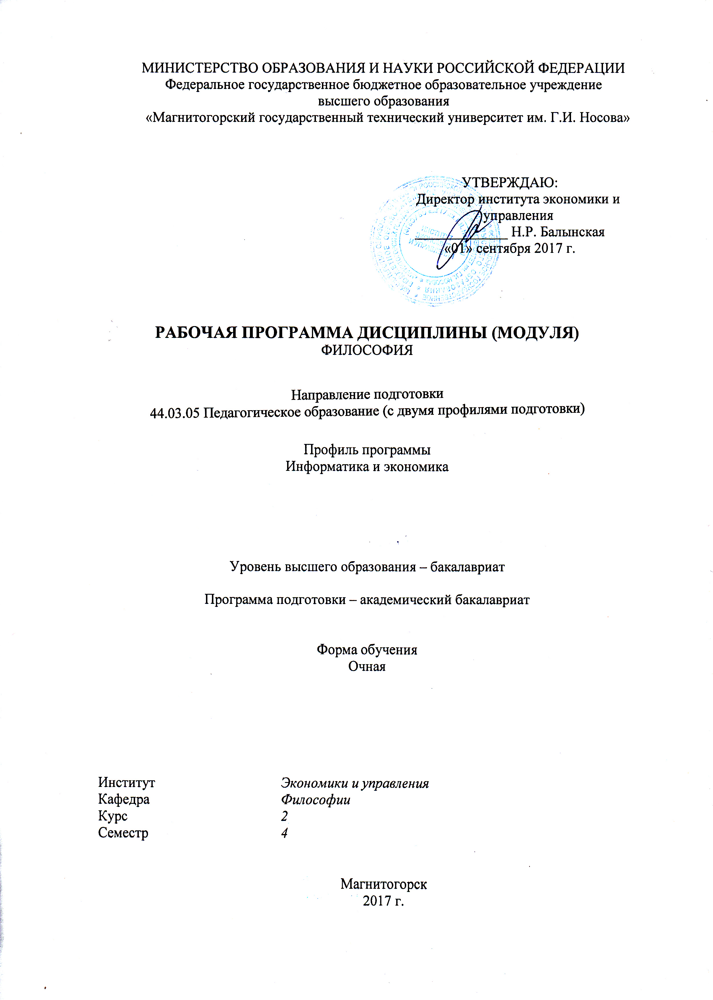 МИНИСТЕРСТВО ОБРАЗОВАНИЯ И НАУКИ РОССИЙСКОЙ ФЕДЕРАЦИИ
Федеральное государственное бюджетное образовательное учреждение
высшего образования
«Магнитогорский государственный технический университет им. Г.И. Носова»
УТВЕРЖДАЮ:
Директор института экономики и
управления
Н.Р. Балынская
«01» сентября 2017 г.
РАБОЧАЯ ПРОГРАММА ДИСЦИПЛИНЫ (МОДУЛЯ)
ФИЛОСОФИЯ
Направление подготовки
44.03.05 Педагогическое образование (с двумя профилями подготовки)
Профиль программы
Информатика и экономика
Уровень высшего образования – бакалавриат
Программа подготовки – академический бакалавриат
Форма обучения
Очная
Институт Экономики и управления
Кафедра Философии
Курс 2
Семестр 4
Магнитогорск
2017 г.